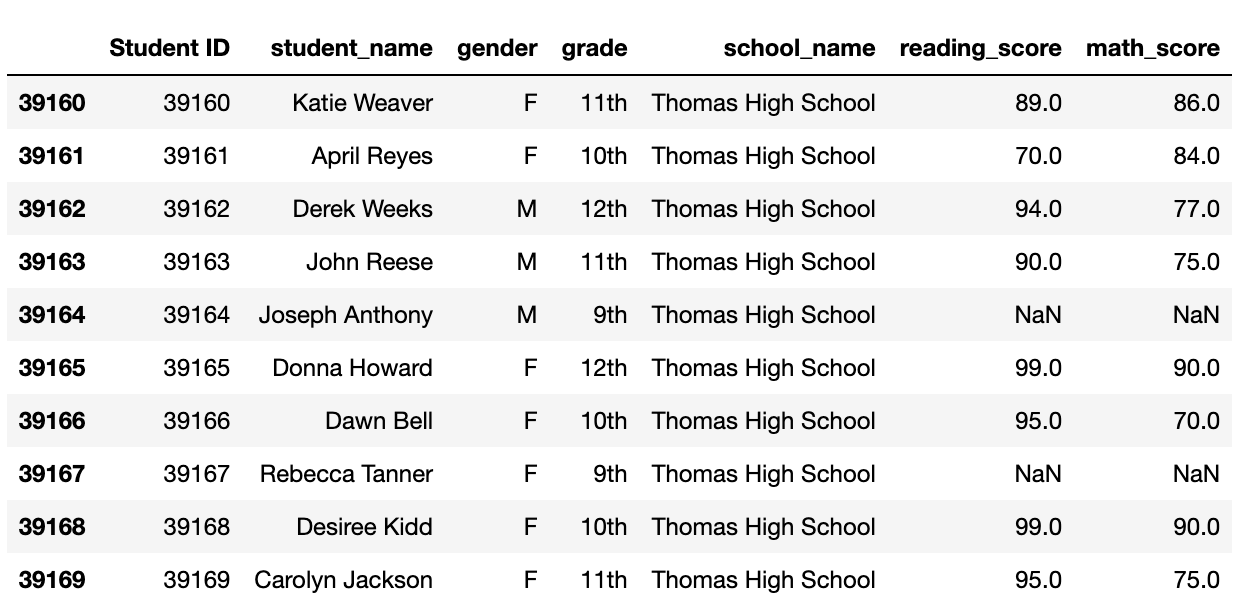 Student ID student_name gender grade school_name reading_score math_score
39160 39160 Katie Weaver F 11th Thomas High School 89.0 86.0
39161 39161 April Reyes F 10th Thomas High School 70.0 84.0
39162 39162 Derek Weeks M 12th Thomas High School 94.0 77.0
39163 39163 John Reese M 11th Thomas High School 90.0 75.0
39164 39164 Joseph Anthony M 9th Thomas High School NaN NaN
39165 39165 Donna Howard F 12th Thomas High School 99.0 90.0
39166 39166 Dawn Bell F 10th Thomas High School 95.0 70.0
39167 39167 Rebecca Tanner F 9th Thomas High School NaN NaN
39168 39168 Desiree Kidd F 10th Thomas High School 99.0 90.0
39169 39169 Carolyn Jackson F 11th Thomas High School 95.0 75.0